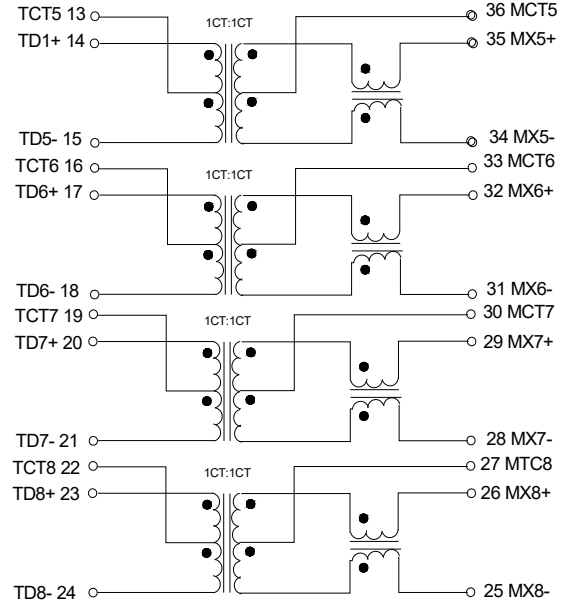 TCT5 13
36 MCT5
1CT:1CT
TD1+ 14
35 MX5+
TD5- 15
34 MX5-
TCT6 16
33 MCT6
1CT:1CT
TD6+ 17
32 MX6+
TD6- 18
31 MX6-
TCT7 19
30 MCT7
1CT:1CT
TD7+ 20
29 MX7+
TD7- 21
28 MX7-
TCT8 22
27 MTC8
1CT:1CT
TD8+ 23
26 MX8+
TD8- 24
25 MX8-